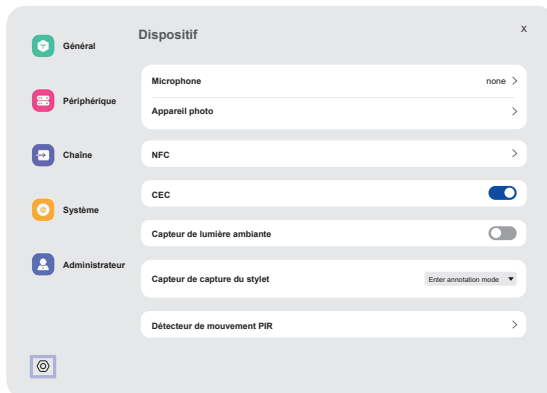 Dispositif
X
Général
Périphérique
Chaîne
Système
Administrateur
Microphone none
Appareil photo
NFC
CEC
Capteur de lumière ambiante
Capteur de capture du stylet Enter annotation mode
Détecteur de mouvement PIR